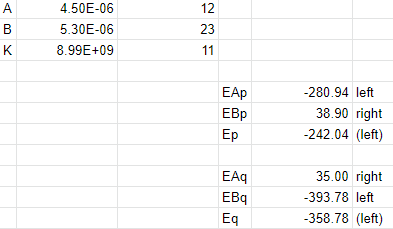 A 4.50E-06 12
B 5.30E-06 23
K 8.99E+09 11
EAp -280.94 left
EBp 38.90 right
Ep -242.04 (left)
EAq 35.00 right
EBq -393.78 left
Eq -358.78 (left)